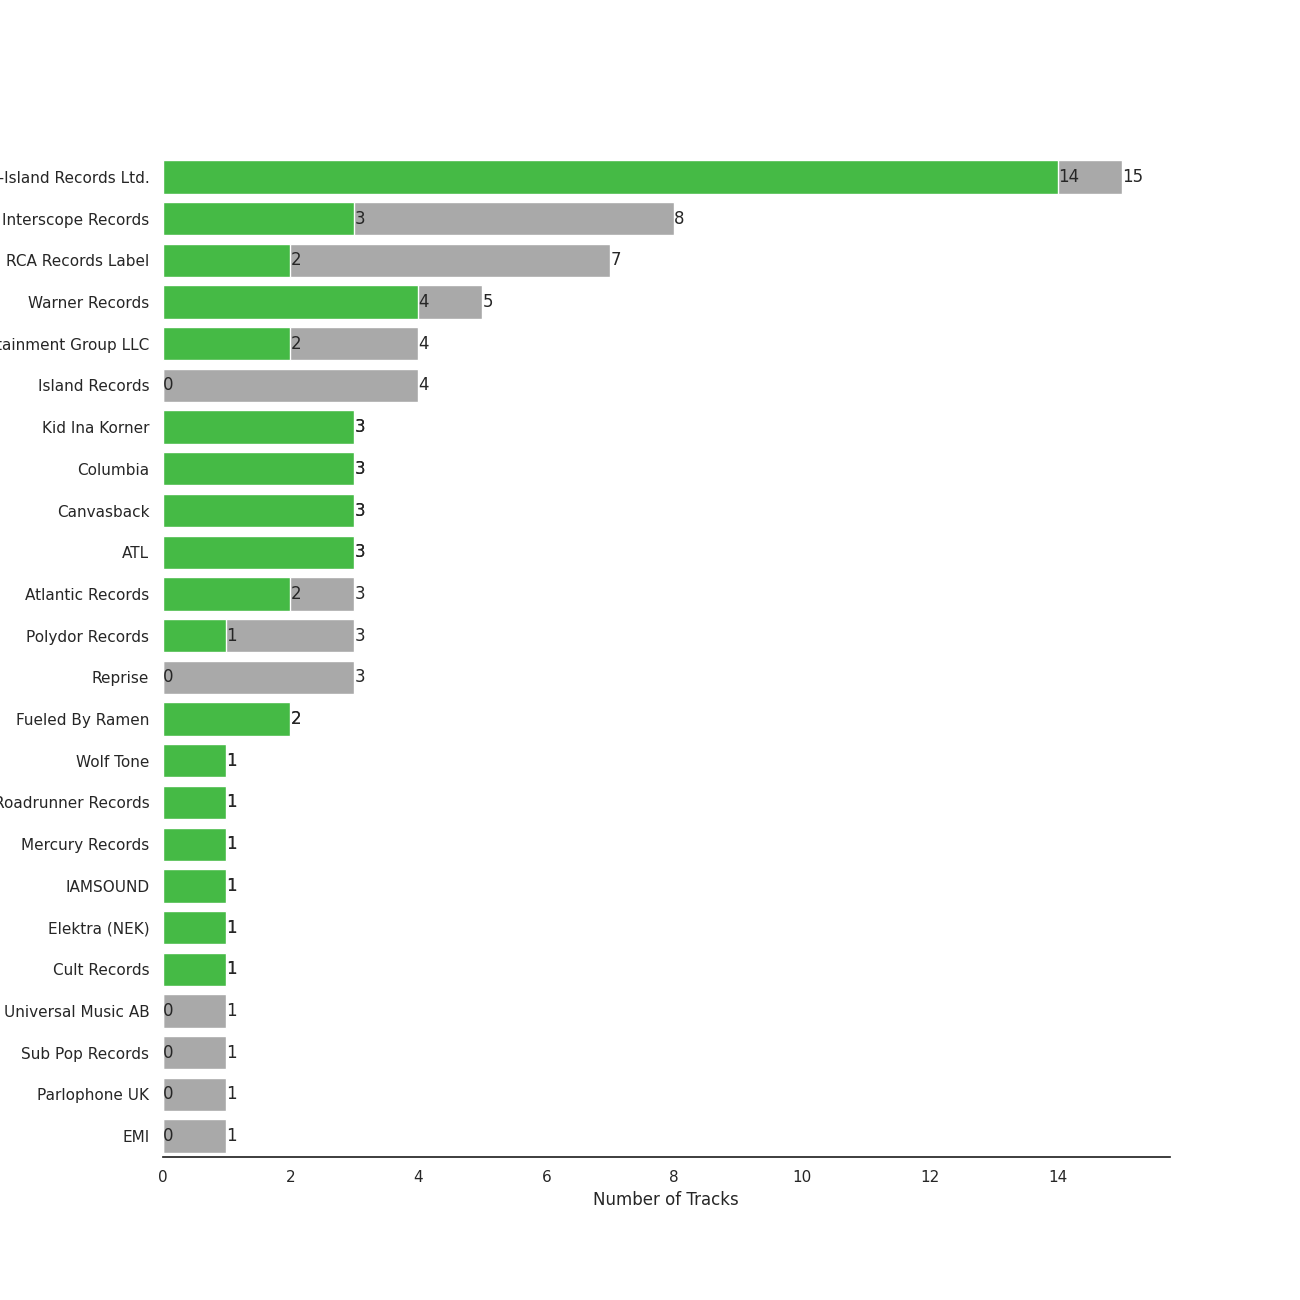 -Island Records Ltd. 14 15
Interscope Records 3 8
RCA Records Label 2 7
Warner Records 4 5
tainment Group LLC 2 4
Island Records 0 4
Kid Ina Korner 3
Columbia 3
Canvasback 3
ATL 3
Atlantic Records 2 3
Polydor Records 1 3
Reprise 0 3
Fueled By Ramen 2
Wolf Tone 1
Roadrunner Records 1
Mercury Records 1
IAMSOUND 1
Elektra (NEK) 1
Cult Records 1
Universal Music AB 0 1
Sub Pop Records 0 1
Parlophone UK 0 1
EMI 0 1
0 2 4 6 8 10 12 14
Number of Tracks